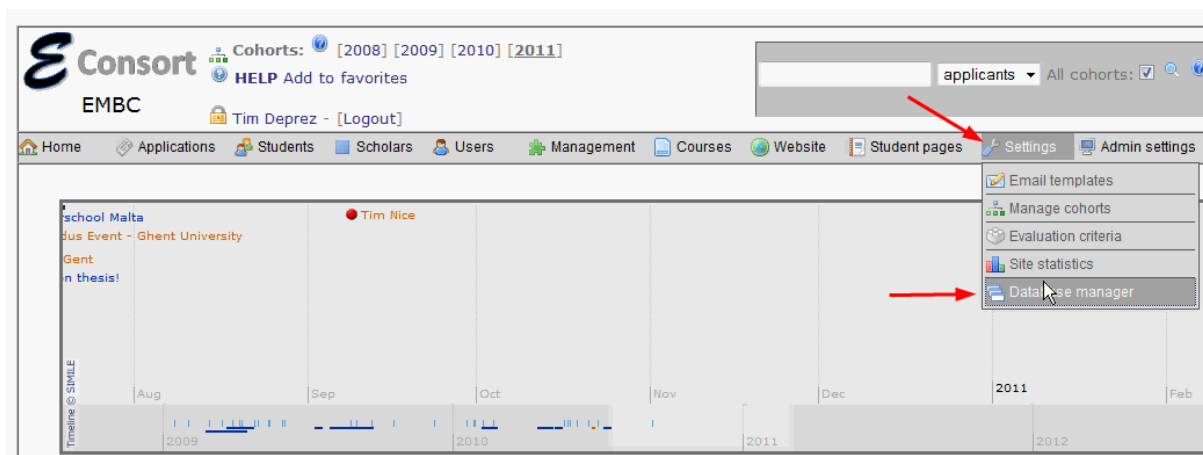 E Consort
EMBC
Cohorts: [2008] [2009] [2010] [2011]
HELP Add to favorites
Tim Deprez - [Logout]
applicants All cohorts:
Home Applications Students Scholars Users Management Courses Website Student pages Settings Admin settings
Email templates
Manage cohorts
Evaluation criteria
Site statistics
Database manager
school Malta
dus Event - Ghent University
Gent
n thesis!
Tim Nice
Timeline © SIMILE
Aug Sep Oct Nov Dec 2011 Feb
2009 2010 2011 2012